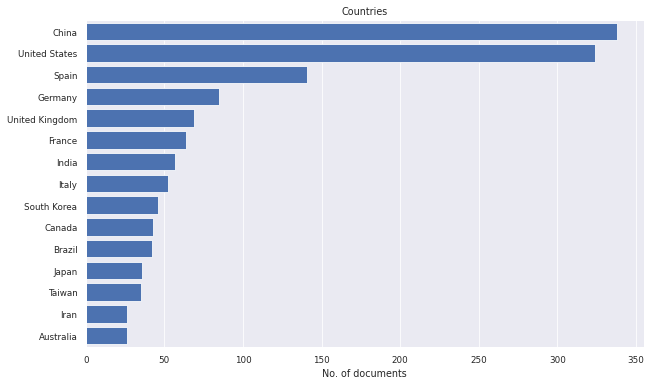 Countries
China
United States
Spain
Germany
United Kingdom
France
India
Italy
South Korea
Canada
Brazil
Japan
Taiwan
Iran
Australia
0 50 100 150 200 250 300 350
No. of documents